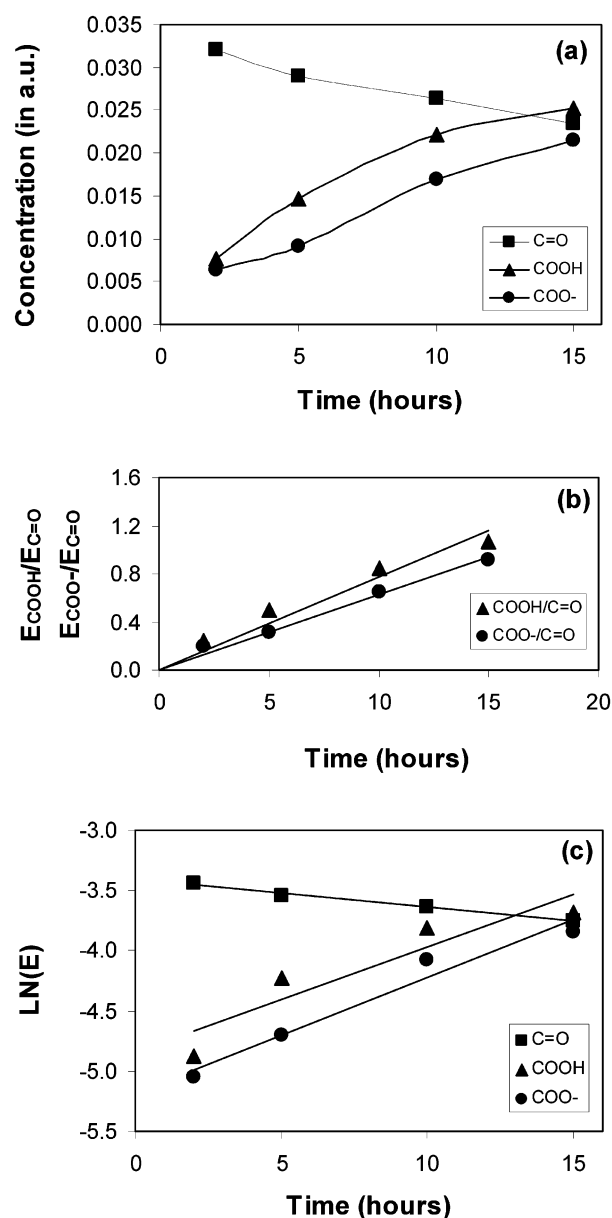 (a)
Concentration (in a.u.)
0.035
0.030
0.025
0.020
0.015
0.010
0.005
0.000
C=O
COOH
COO-
0 5 10 15
Time (hours)
(b)
ECOOH/EC=O
ECOO-/EC=O
1.6
1.2
0.8
0.4
0.0
COOH/C=O
COO-/C=O
0 5 10 15 20
Time (hours)
(c)
LN(E)
-3.0
-3.5
-4.0
-4.5
-5.0
-5.5
C=O
COOH
COO-
0 5 10 15
Time (hours)